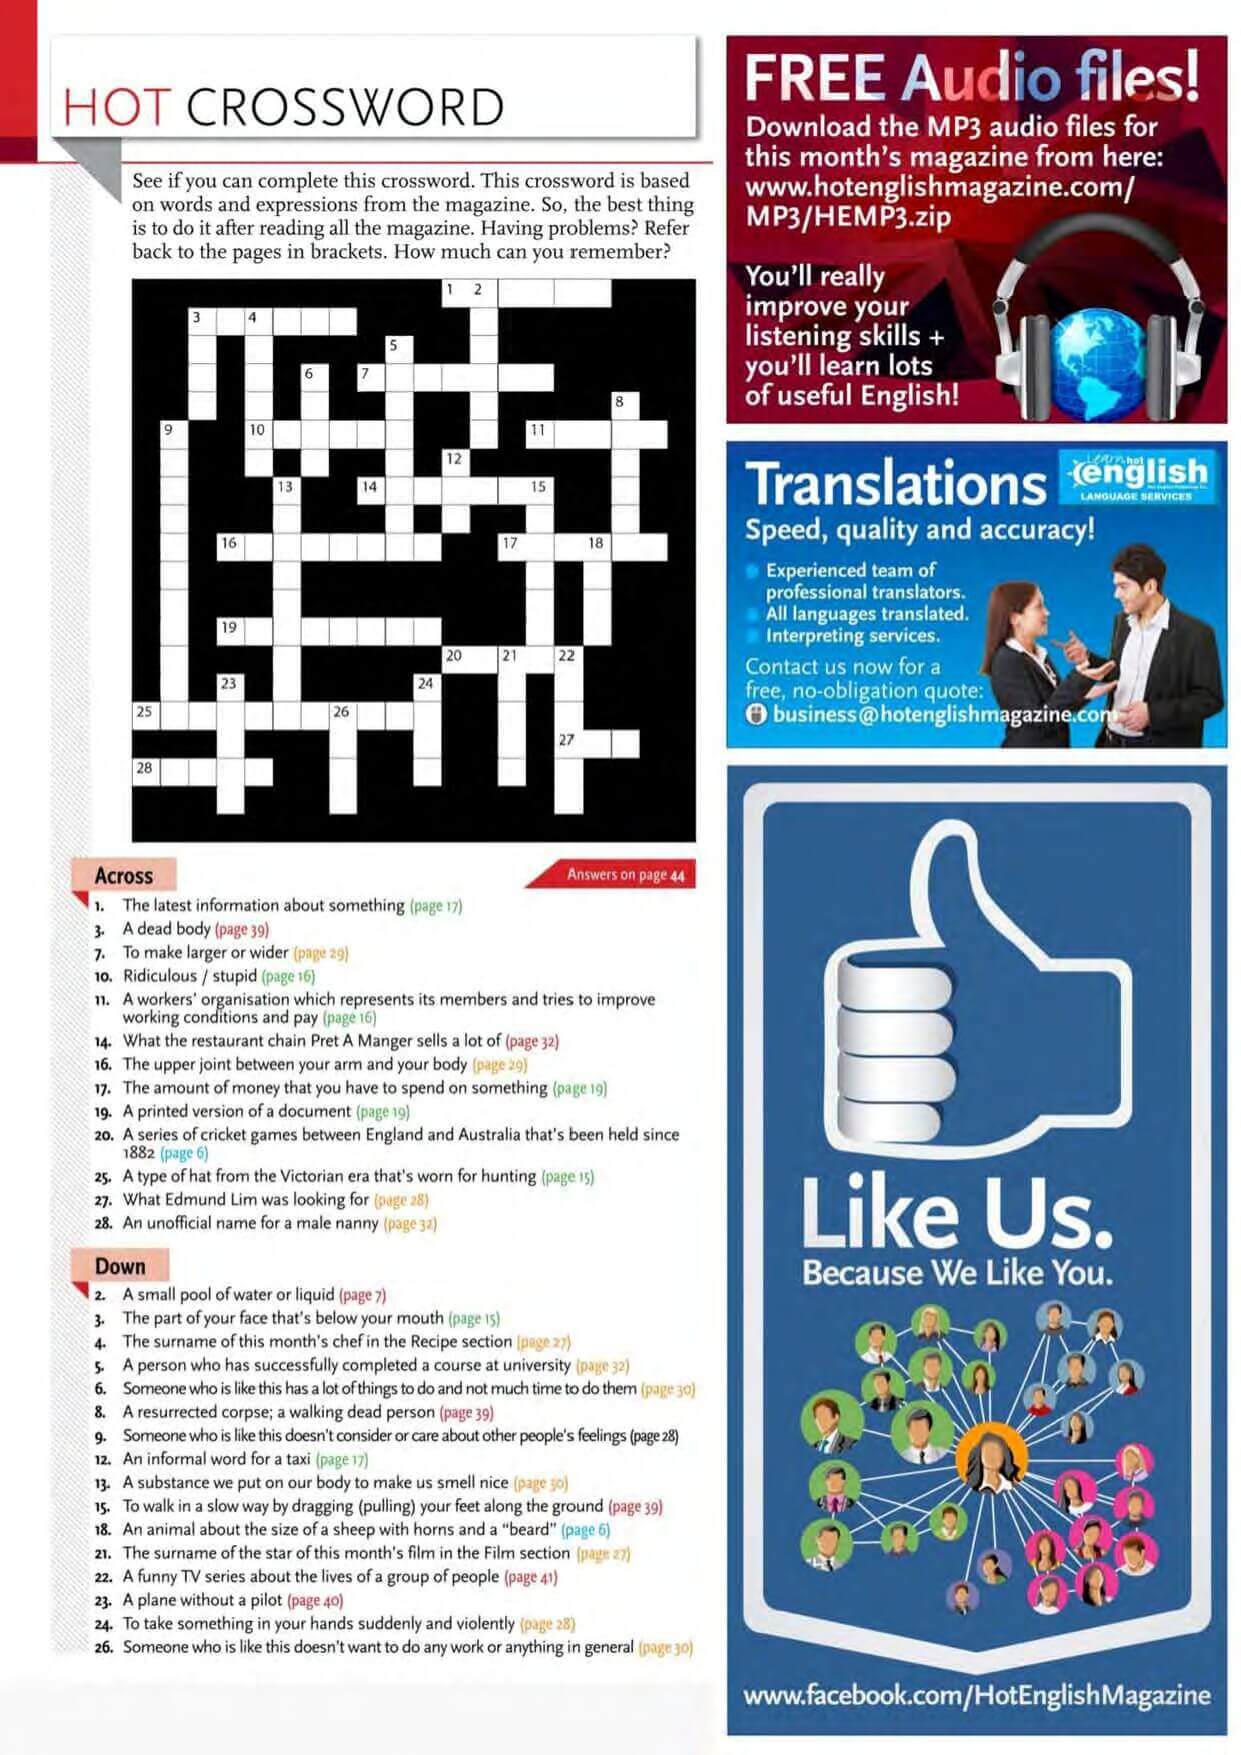 HOT CROSSWORD
See if you can complete this crossword. This crossword is based
on words and expressions from the magazine. So, the best thing
is to do it after reading all the magazine. Having problems? Refer
back to the pages in brackets. How much can you remember?
1 2
3 4
5
6 7
8
9 10 11
12
13 14 15
16 17 18
19
20 21 22
23 24
25 26
27
28
Across
Answers on page 44
1. The latest information about something (page 17)
3. A dead body (page 39)
7. To make larger or wider (page 29)
10. Ridiculous / stupid (page 16)
11. A workers' organisation which represents its members and tries to improve
working conditions and pay (page 16)
14. What the restaurant chain Pret A Manger sells a lot of (page 32)
16. The upper joint between your arm and your body (page 29)
17. The amount of money that you have to spend on something (page 19)
19. A printed version of a document (page 19)
20. A series of cricket games between England and Australia that's been held since
1882 (page 6)
25. A type of hat from the Victorian era that's worn for hunting (page 15)
27. What Edmund Lim was looking for (page 28)
28. An unofficial name for a male nanny (page 32)
Down
2. A small pool of water or liquid (page 7)
3. The part of your face that's below your mouth (page 15)
4. The surname of this month's chef in the Recipe section (page 27)
5. A person who has successfully completed a course at university (page 32)
6. Someone who is like this has a lot of things to do and not much time to do them (page 30)
8. A resurrected corpse; a walking dead person (page 39)
9. Someone who is like this doesn't consider or care about other people's feelings (page 28)
12. An informal word for a taxi (page 17)
13. A substance we put on our body to make us smell nice (page 30)
15. To walk in a slow way by dragging (pulling) your feet along the ground (page 39)
18. An animal about the size of a sheep with horns and a "beard" (page 6)
21. The surname of the star of this month's film in the Film section (page 27)
22. A funny TV series about the lives of a group of people (page 41)
23. A plane without a pilot (page 40)
24. To take something in your hands suddenly and violently (page 28)
26. Someone who is like this doesn't want to do any work or anything in general (page 30)
FREE Audio files!
Download the MP3 audio files for
this month's magazine from here:
www.hotenglishmagazine.com/
MP3/HEMP3.zip
You'll really
improve your
listening skills +
you'll learn lots
of useful English!
Translations
Learn hot
english
LANGUAGE SERVICES
Speed, quality and accuracy!
Experienced team of
professional translators.
All languages translated.
Interpreting services.
Contact us now for a
free, no-obligation quote:
business@hotenglishmagazine.com
Like Us.
Because We Like You.
www.facebook.com/HotEnglishMagazine